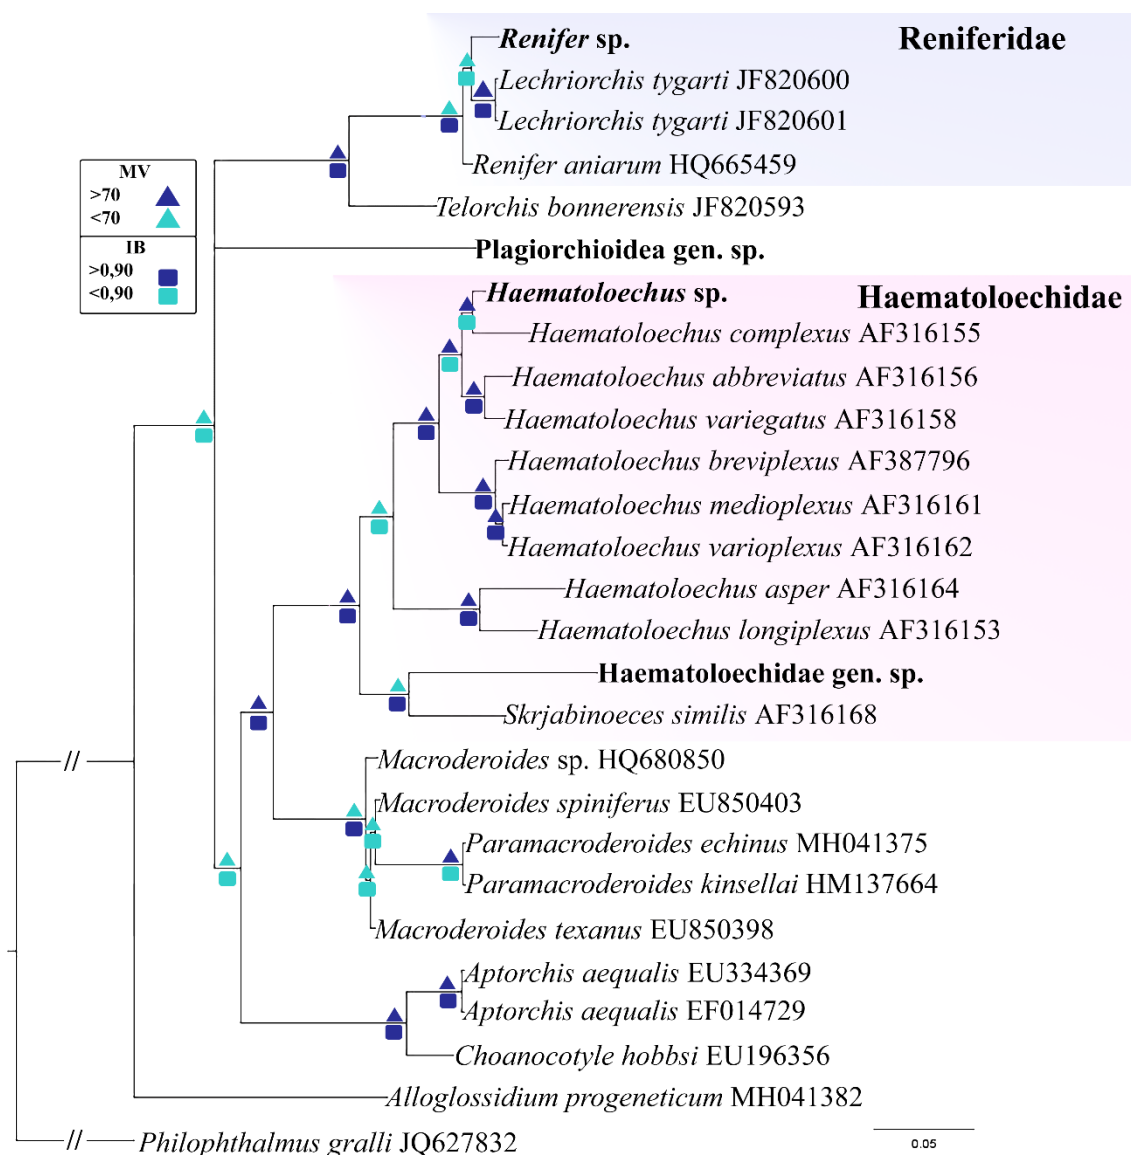 Renifer sp.
Reniferidae
Lechriorchis tygarti JF820600
Lechriorchis tygarti JF820601
Renifer aniarum HQ665459
Telorchis bonnerensis JF820593
MV
>70
<70
IB
>0,90
<0,90
Plagiorchioidea gen. sp.
Haematoloechus sp.
Haematoloechidae
Haematoloechus complexus AF316155
Haematoloechus abbreviatus AF316156
Haematoloechus variegatus AF316158
Haematoloechus breviplexus AF387796
Haematoloechus medioplexus AF316161
Haematoloechus varioplexus AF316162
Haematoloechus asper AF316164
Haematoloechus longiplexus AF316153
Haematoloechidae gen. sp.
Skrjabinoeces similis AF316168
Macroderoides sp. HQ680850
//
Macroderoides spiniferus EU850403
Paramacroderoides echinus MH041375
Paramacroderoides kinsellai HM137664
Macroderoides texanus EU850398
Aptorchis aequalis EU334369
Aptorchis aequalis EF014729
Choanocotyle hobbsi EU196356
Alloglossidium progeneticum MH041382
//
Philophthalmus gralli JQ627832
0.05